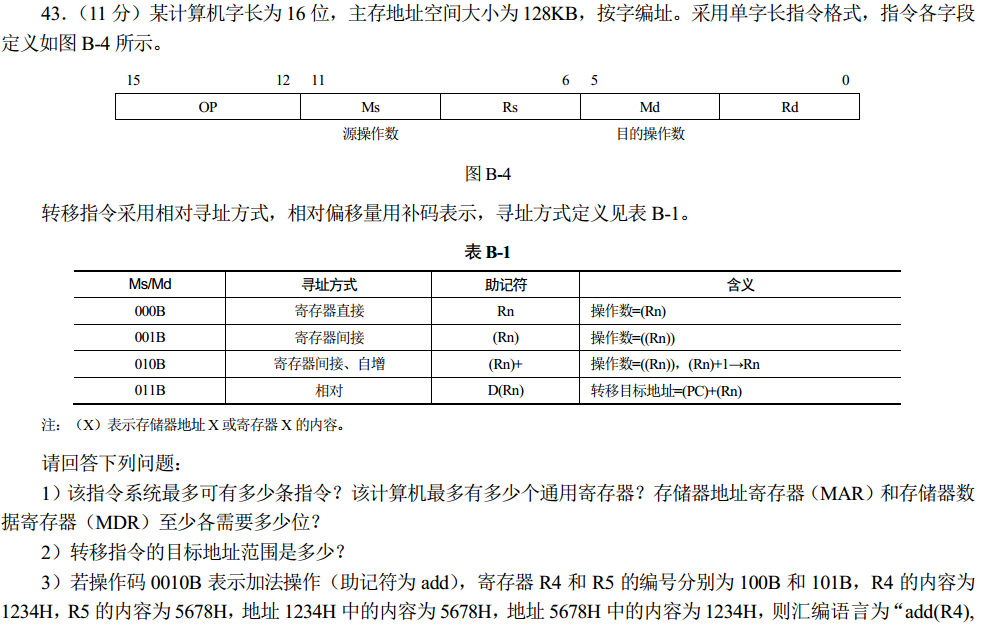 43.（11 分）某计算机字长为 16 位，主存地址空间大小为 128KB，按字编址。采用单字长指令格式，指令各字段
定义如图 B-4 所示。
15 12 11 6 5 0
OP Ms Rs Md Rd
源操作数 目的操作数
图 B-4
转移指令采用相对寻址方式，相对偏移量用补码表示，寻址方式定义见表 B-1。
表 B-1
Ms/Md 寻址方式 助记符 含义
000B 寄存器直接 Rn 操作数=(Rn)
001B 寄存器间接 (Rn) 操作数=((Rn))
010B 寄存器间接、自增 (Rn)+ 操作数=((Rn))，(Rn)+1→Rn
011B 相对 D(Rn) 转移目标地址=(PC)+(Rn)
注：（X）表示存储器地址 X 或寄存器 X 的内容。
请回答下列问题：
1）该指令系统最多可有多少条指令？该计算机最多有多少个通用寄存器？存储器地址寄存器（MAR）和存储器数
据寄存器（MDR）至少各需要多少位？
2）转移指令的目标地址范围是多少？
3）若操作码 0010B 表示加法操作（助记符为 add），寄存器 R4 和 R5 的编号分别为 100B 和 101B，R4 的内容为
1234H，R5 的内容为 5678H，地址 1234H 中的内容为 5678H，地址 5678H 中的内容为 1234H，则汇编语言为“add(R4),